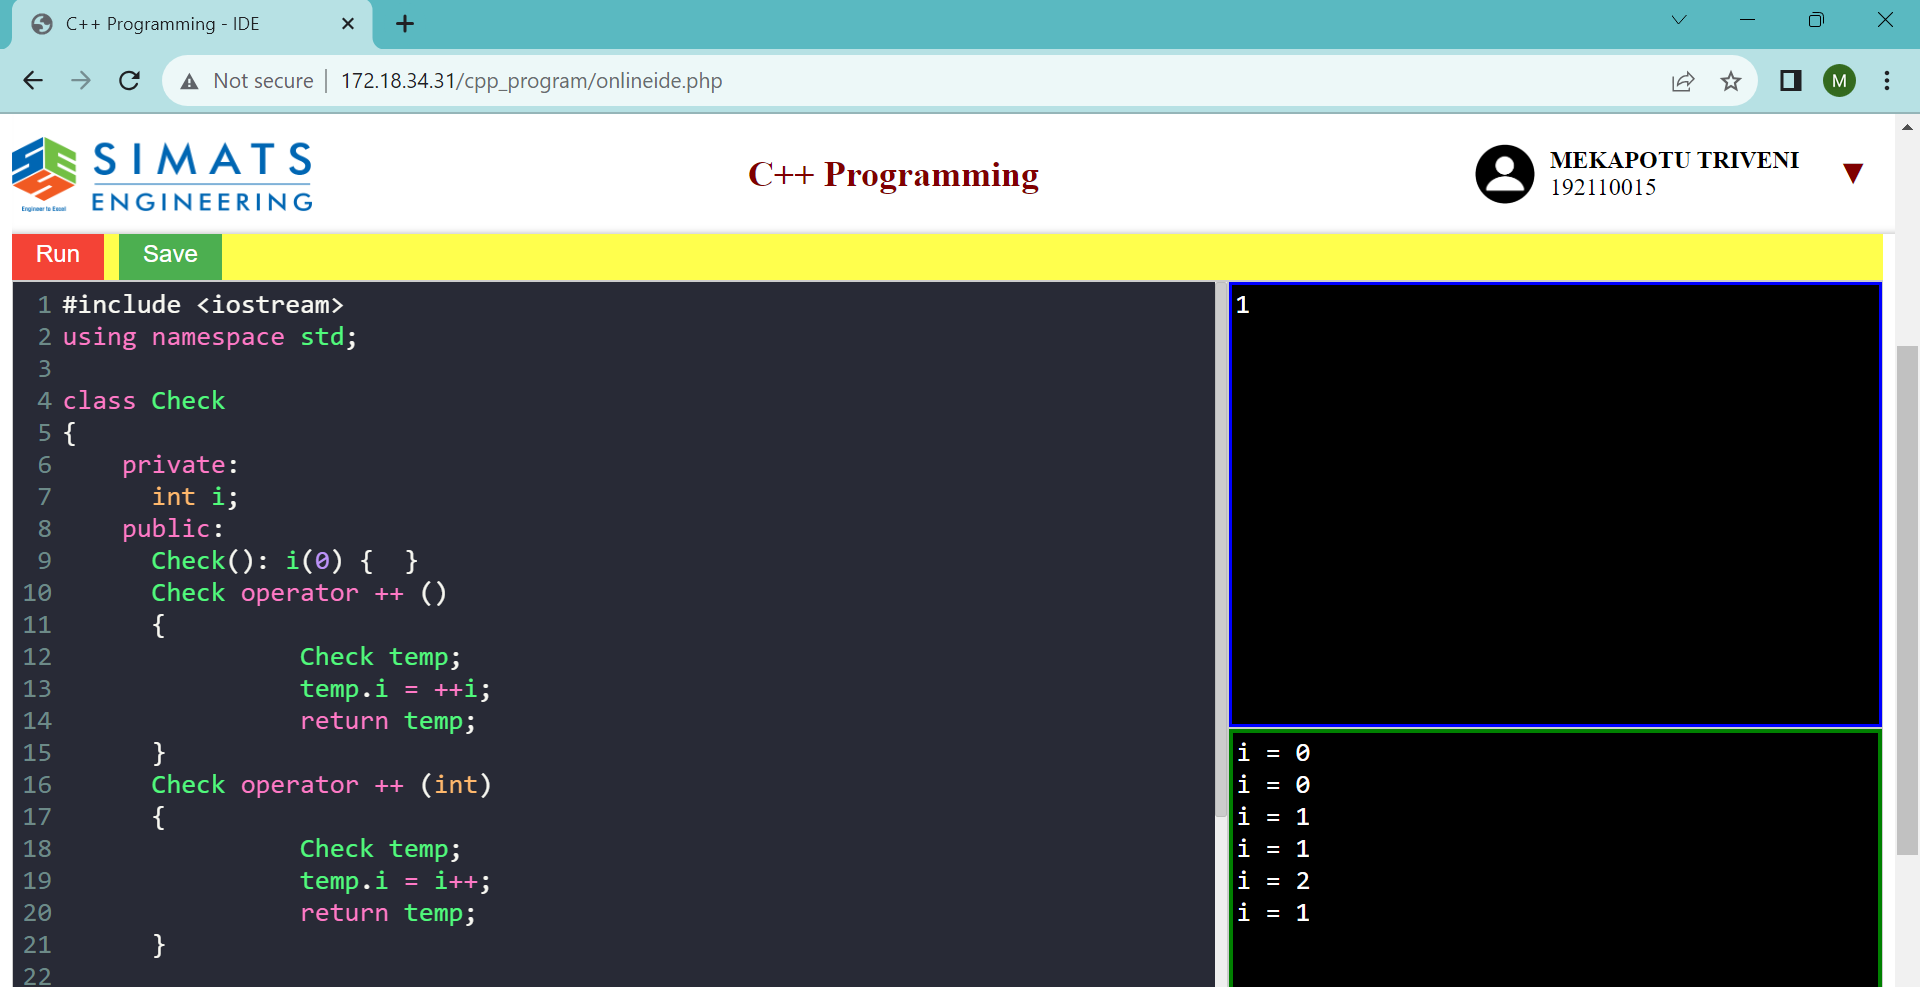 C++ Programming - IDE
Not secure | 172.18.34.31/cpp_program/onlineide.php
M
SIMATS
ENGINEERING
Engineer to Excel
C++ Programming
MEKAPOTU TRIVENI
192110015
Run
Save
1 #include <iostream>
2 using namespace std;
3
4 class Check
5 {
6     private:
7       int i;
8     public:
9       Check(): i(0) {  }
10       Check operator ++ ()
11       {
12                 Check temp;
13                 temp.i = ++i;
14                 return temp;
15       }
16       Check operator ++ (int)
17       {
18                 Check temp;
19                 temp.i = i++;
20                 return temp;
21       }
22
1
i = 0
i = 0
i = 1
i = 1
i = 2
i = 1